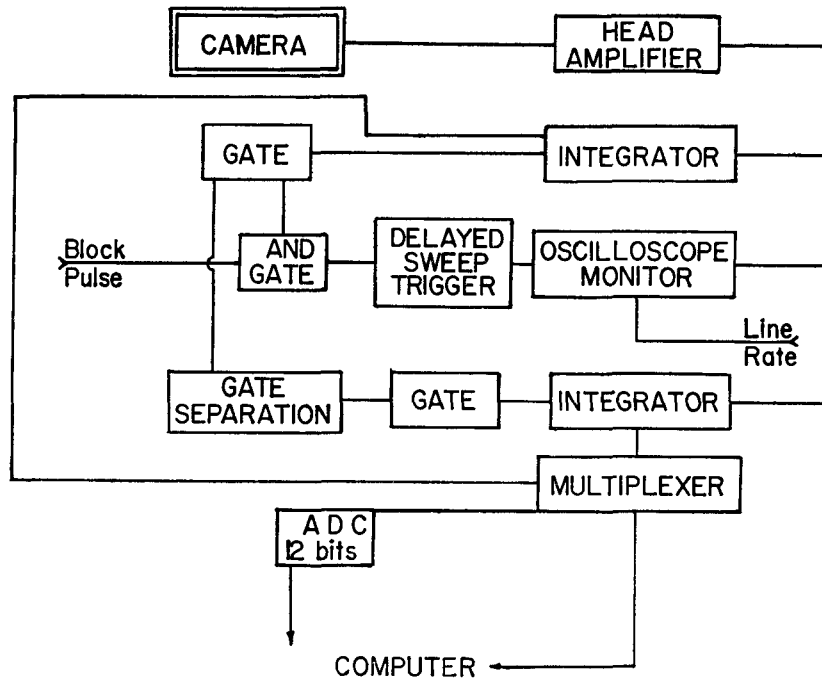 CAMERA
HEAD
AMPLIFIER
GATE
INTEGRATOR
Block
Pulse
AND
GATE
DELAYED
SWEEP
TRIGGER
OSCILLOSCOPE
MONITOR
Line
Rate
GATE
SEPARATION
GATE
INTEGRATOR
MULTIPLEXER
A D C
12 bits
COMPUTER